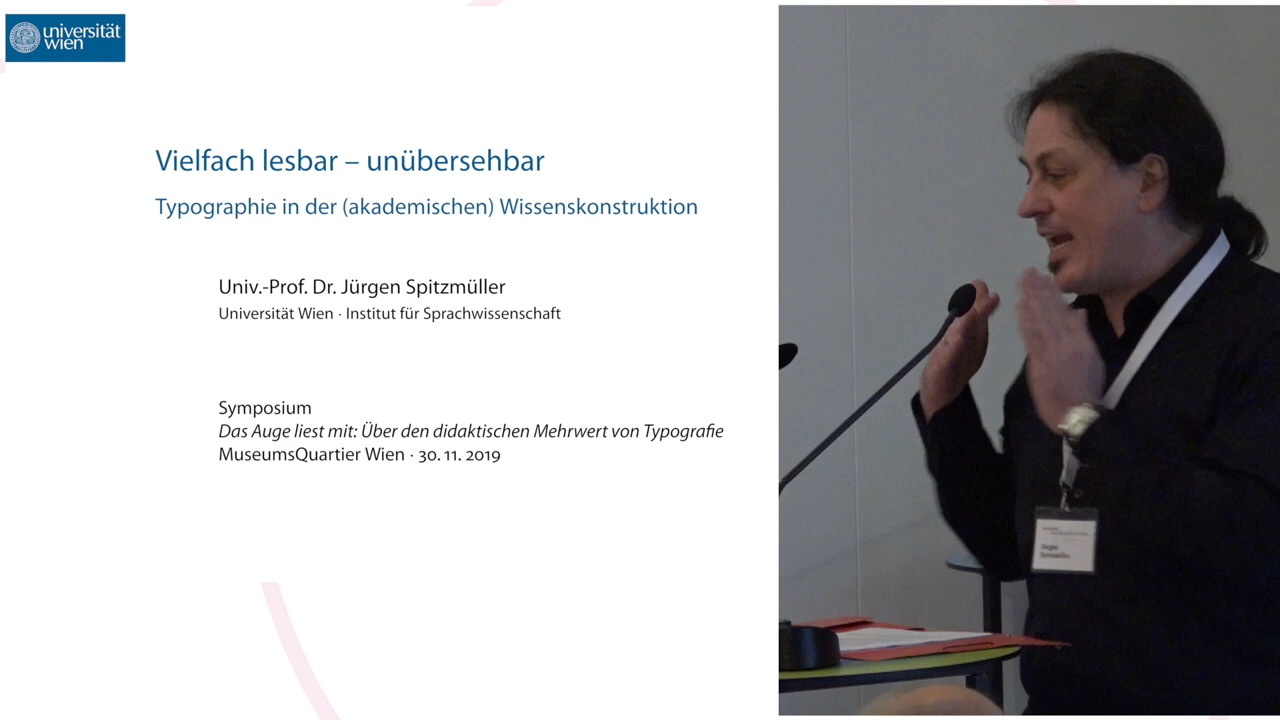 universität
wien
Vielfach lesbar – unübersehbar
Typographie in der (akademischen) Wissenskonstruktion
Univ.-Prof. Dr. Jürgen Spitzmüller
Universität Wien · Institut für Sprachwissenschaft
Symposium
Das Auge liest mit: Über den didaktischen Mehrwert von Typografie
MuseumsQuartier Wien · 30. 11. 2019